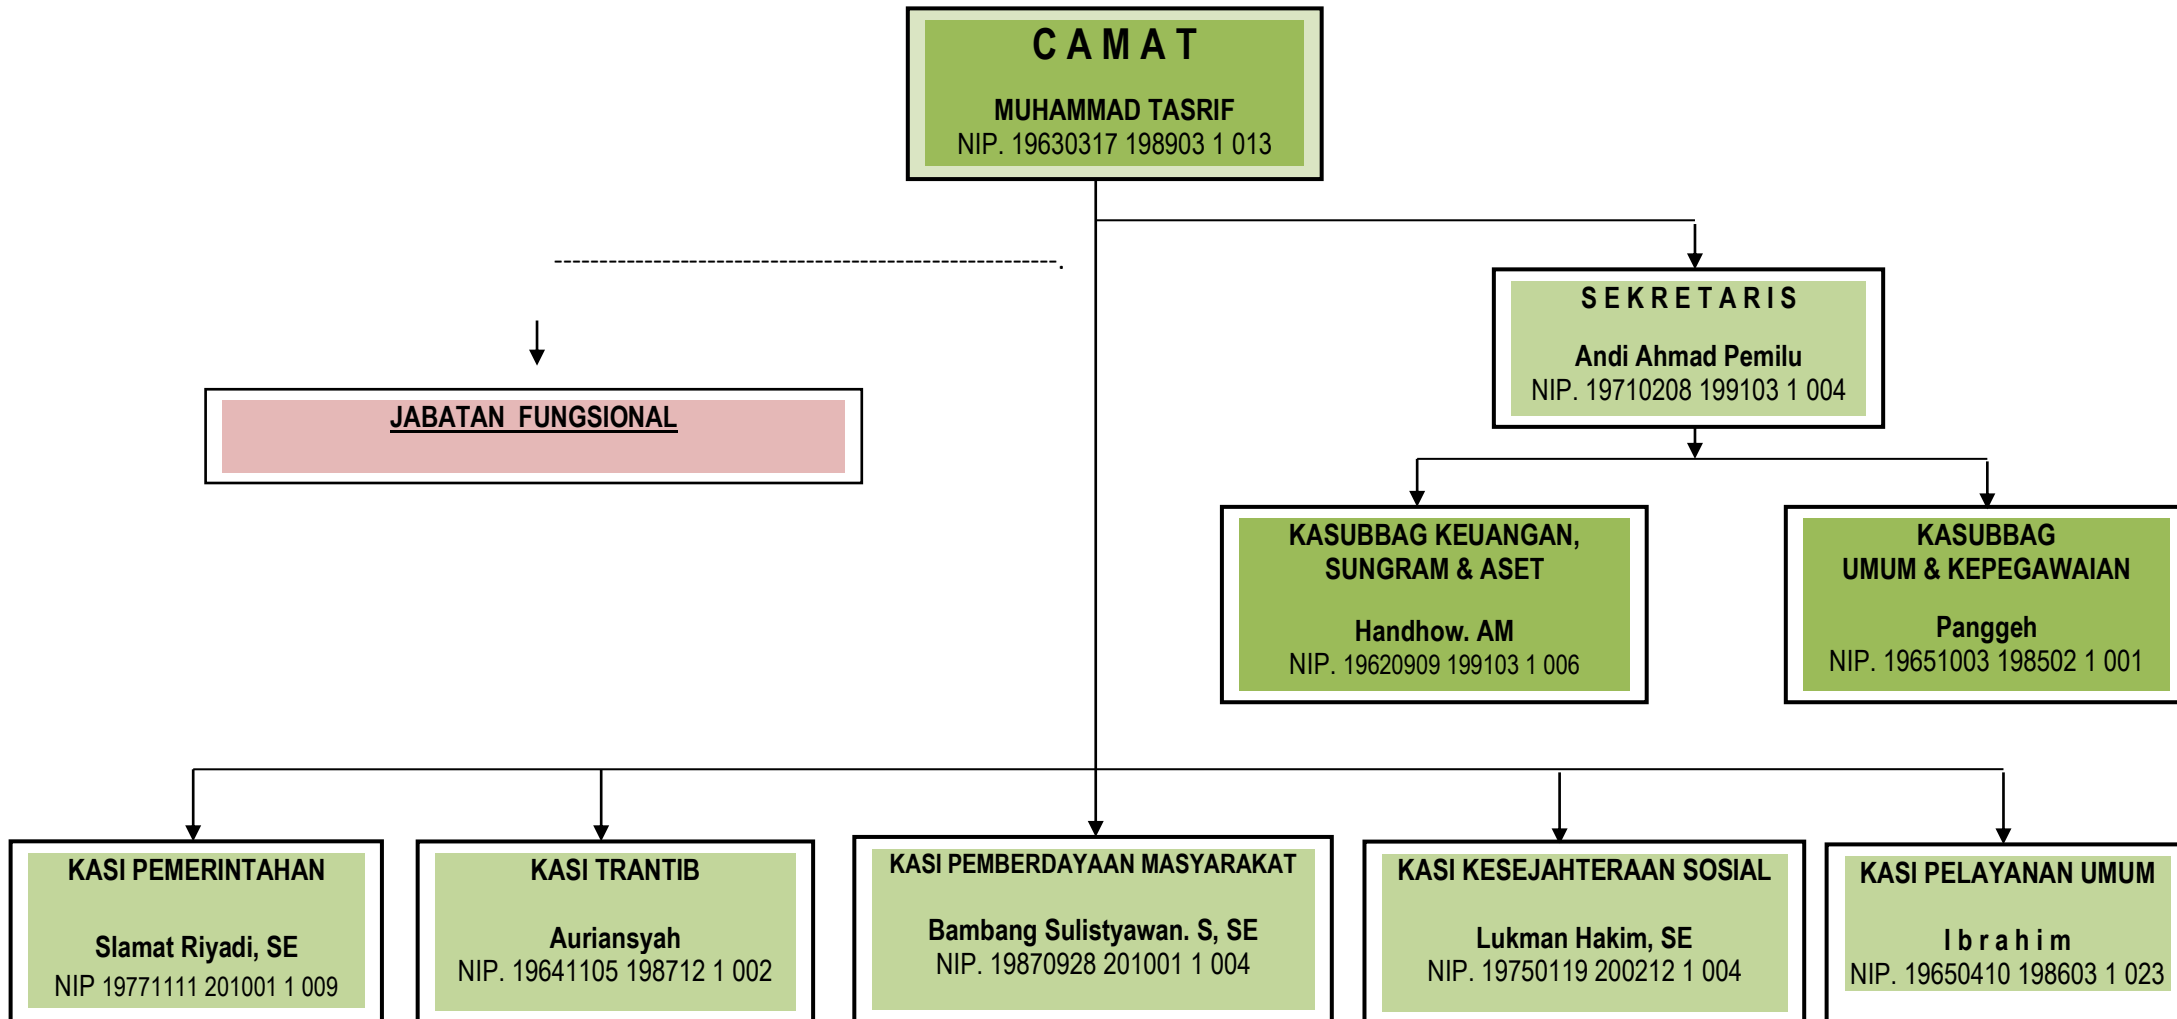 C A M A T
MUHAMMAD TASRIF
NIP. 19630317 198903 1 013
S E K R E T A R I S
Andi Ahmad Pemilu
NIP. 19710208 199103 1 004
JABATAN FUNGSIONAL
KASUBBAG KEUANGAN,
SUNGRAM & ASET
Handhow. AM
NIP. 19620909 199103 1 006
KASUBBAG
UMUM & KEPEGAWAIAN
Panggeh
NIP. 19651003 198502 1 001
KASI PEMERINTAHAN
Slamat Riyadi, SE
NIP 19771111 201001 1 009
KASI TRANTIB
Auriansyah
NIP. 19641105 198712 1 002
KASI PEMBERDAYAAN MASYARAKAT
Bambang Sulistyawan. S, SE
NIP. 19870928 201001 1 004
KASI KESEJAHTERAAN SOSIAL
Lukman Hakim, SE
NIP. 19750119 200212 1 004
KASI PELAYANAN UMUM
I b r a h i m
NIP. 19650410 198603 1 023